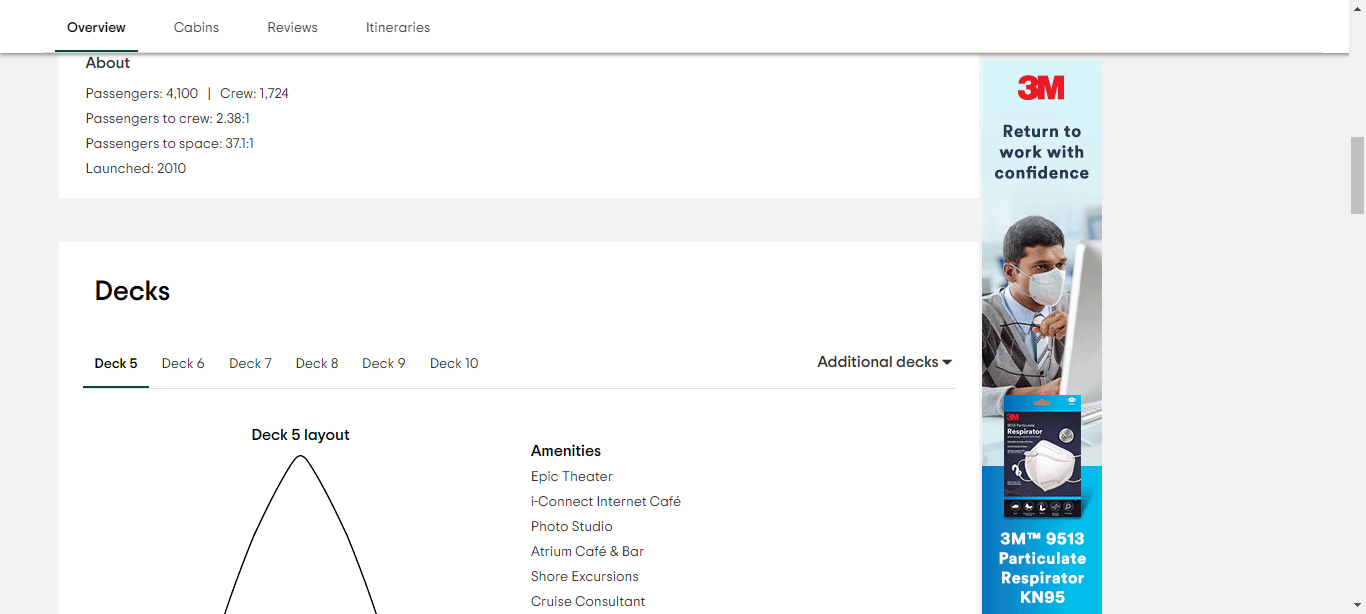 Overview
Cabins
Reviews
Itineraries
About
Passengers: 4,100 | Crew: 1,724
Passengers to crew: 2.38:1
Passengers to space: 37.1:1
Launched: 2010
Decks
Deck 5
Deck 6
Deck 7
Deck 8
Deck 9
Deck 10
Additional decks
Deck 5 layout
Amenities
Epic Theater
i-Connect Internet Café
Photo Studio
Atrium Café & Bar
Shore Excursions
Cruise Consultant
3M
Return to
work with
confidence
3M
9513 Particulate
Respirator
3M™ 9513
Particulate
Respirator
KN95